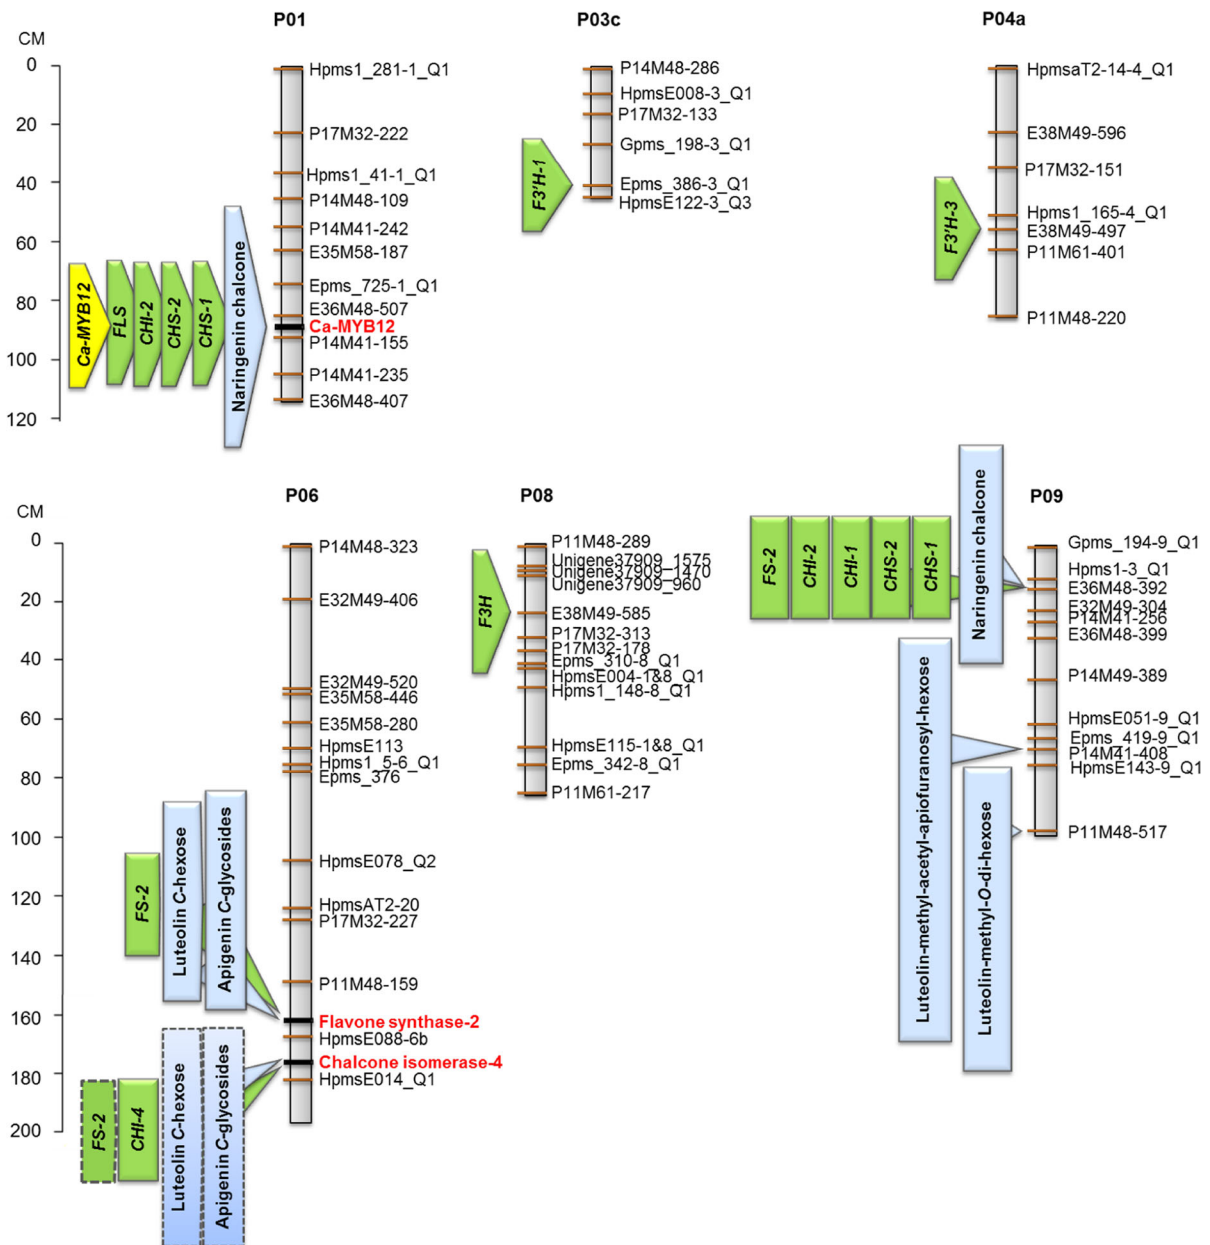 P01
P03c
P04a
CM
0
20
40
60
80
100
120
Hpms1_281-1_Q1
P17M32-222
Hpms1_41-1_Q1
P14M48-109
P14M41-242
E35M58-187
Epms_725-1_Q1
E36M48-507
Ca-MYB12
P14M41-155
P14M41-235
E36M48-407
Ca-MYB12
FLS
CHI-2
CHS-2
CHS-1
Naringenin chalcone
P14M48-286
HpmsE008-3_Q1
P17M32-133
Gpms_198-3_Q1
Epms_386-3_Q1
HpmsE122-3_Q3
F3'H-1
HpmsaT2-14-4_Q1
E38M49-596
P17M32-151
Hpms1_165-4_Q1
E38M49-497
P11M61-401
P11M48-220
F3'H-3
P06
P08
P09
CM
0
20
40
60
80
100
120
140
160
180
200
P14M48-323
E32M49-406
E32M49-520
E35M58-446
E35M58-280
HpmsE113
Hpms1_5-6_Q1
Epms_376
HpmsE078_Q2
HpmsAT2-20
P17M32-227
P11M48-159
Flavone synthase-2
HpmsE088-6b
Chalcone isomerase-4
HpmsE014_Q1
FS-2
Luteolin C-hexose
Apigenin C-glycosides
FS-2
CHI-4
Luteolin C-hexose
Apigenin C-glycosides
P11M48-289
Unigene37909_1575
Unigene37909_1470
Unigene37909_960
E38M49-585
P17M32-313
P17M32-178
Epms_310-8_Q1
HpmsE004-1&8_Q1
Hpms1_148-8_Q1
HpmsE115-1&8_Q1
Epms_342-8_Q1
P11M61-217
F3H
FS-2
CHI-2
CHI-1
CHS-2
CHS-1
Naringenin chalcone
Luteolin-methyl-acetyl-apiofuranosyl-hexose
Luteolin-methyl-O-di-hexose
Gpms_194-9_Q1
Hpms1-3_Q1
E36M48-392
E32M49-304
P14M41-256
E36M48-399
P14M49-389
HpmsE051-9_Q1
Epms_419-9_Q1
P14M41-408
HpmsE143-9_Q1
P11M48-517